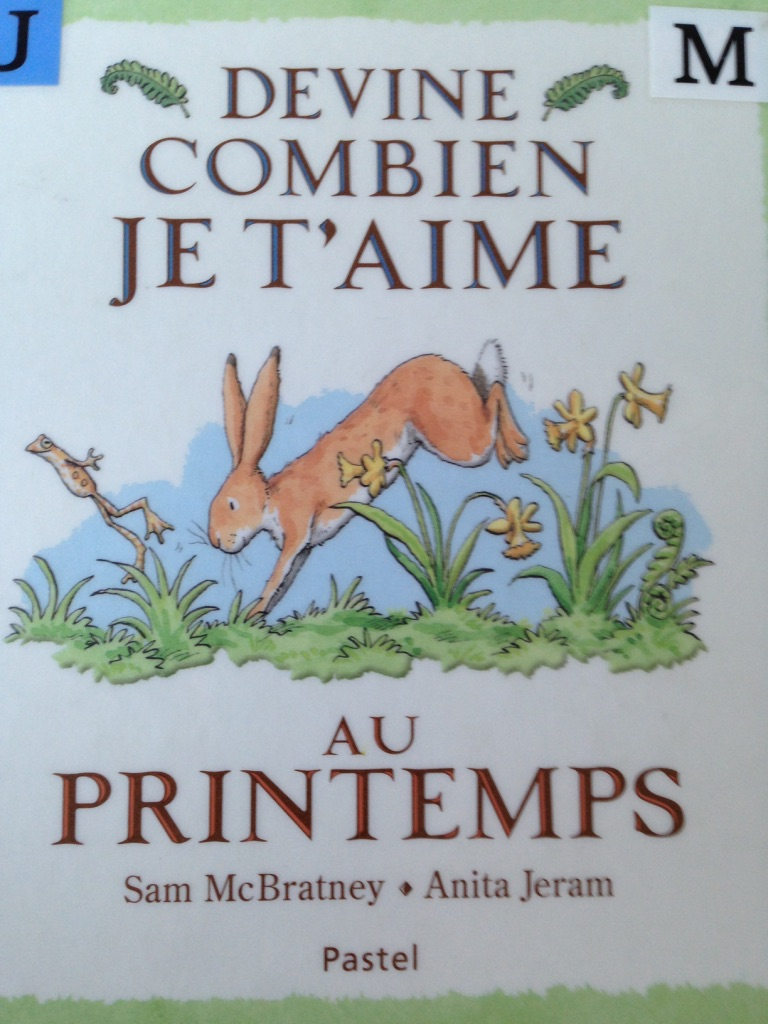 J
M
DEVINE
COMBIEN
JE T'AIME
AU
PRINTEMPS
Sam McBratney • Anita Jeram
Pastel